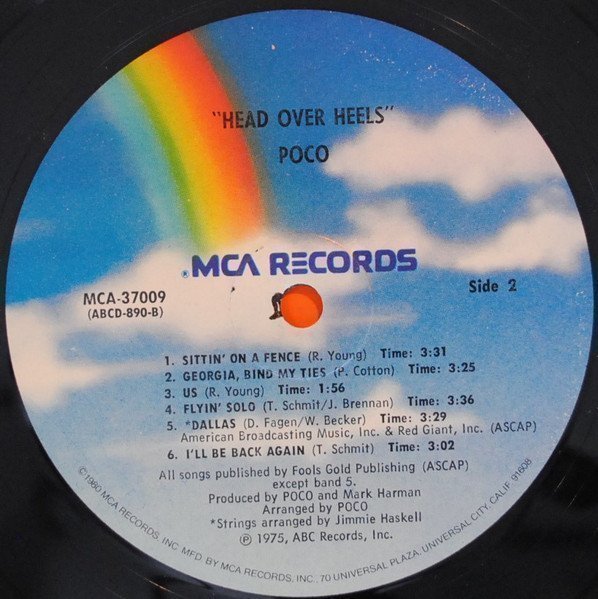 "HEAD OVER HEELS"
POCO
® MCA RECORDS
MCA-37009
(ABCD-890-B)
Side 2
1. SITTIN' ON A FENCE (R. Young) Time: 3:31
2. GEORGIA, BIND MY TIES (P. Cotton) Time: 3:25
3. US (R. Young) Time: 1:56
4. FLYIN' SOLO (T. Schmit/J. Brennan) Time: 3:36
5. *DALLAS (D. Fagen/W. Becker) Time: 3:29
American Broadcasting Music, Inc. & Red Giant, Inc. (ASCAP)
6. I'LL BE BACK AGAIN (T. Schmit) Time: 3:02
All songs published by Fools Gold Publishing (ASCAP)
except band 5.
Produced by POCO and Mark Harman
Arranged by POCO
*Strings arranged by Jimmie Haskell
℗ 1975, ABC Records, Inc.
©1980 MCA RECORDS INC MFD BY MCA RECORDS, INC., 70 UNIVERSAL PLAZA, UNIVERSAL CITY, CALIF. 91608